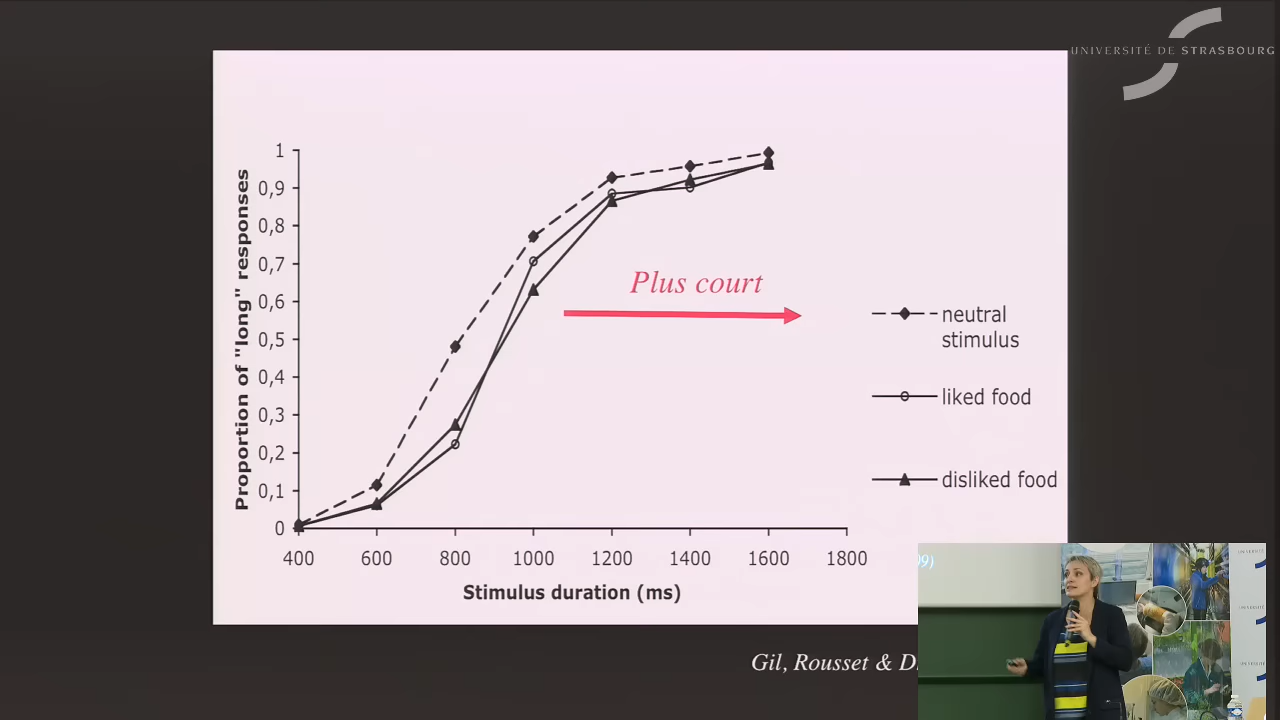 UNIVERSITÉ DE STRASBOURG
1
0,9
0,8
0,7
0,6
0,5
0,4
0,3
0,2
0,1
0
Proportion of "long" responses
Plus court
neutral
stimulus
liked food
disliked food
400 600 800 1000 1200 1400 1600 1800
Stimulus duration (ms)
09)
Gil, Rousset & D